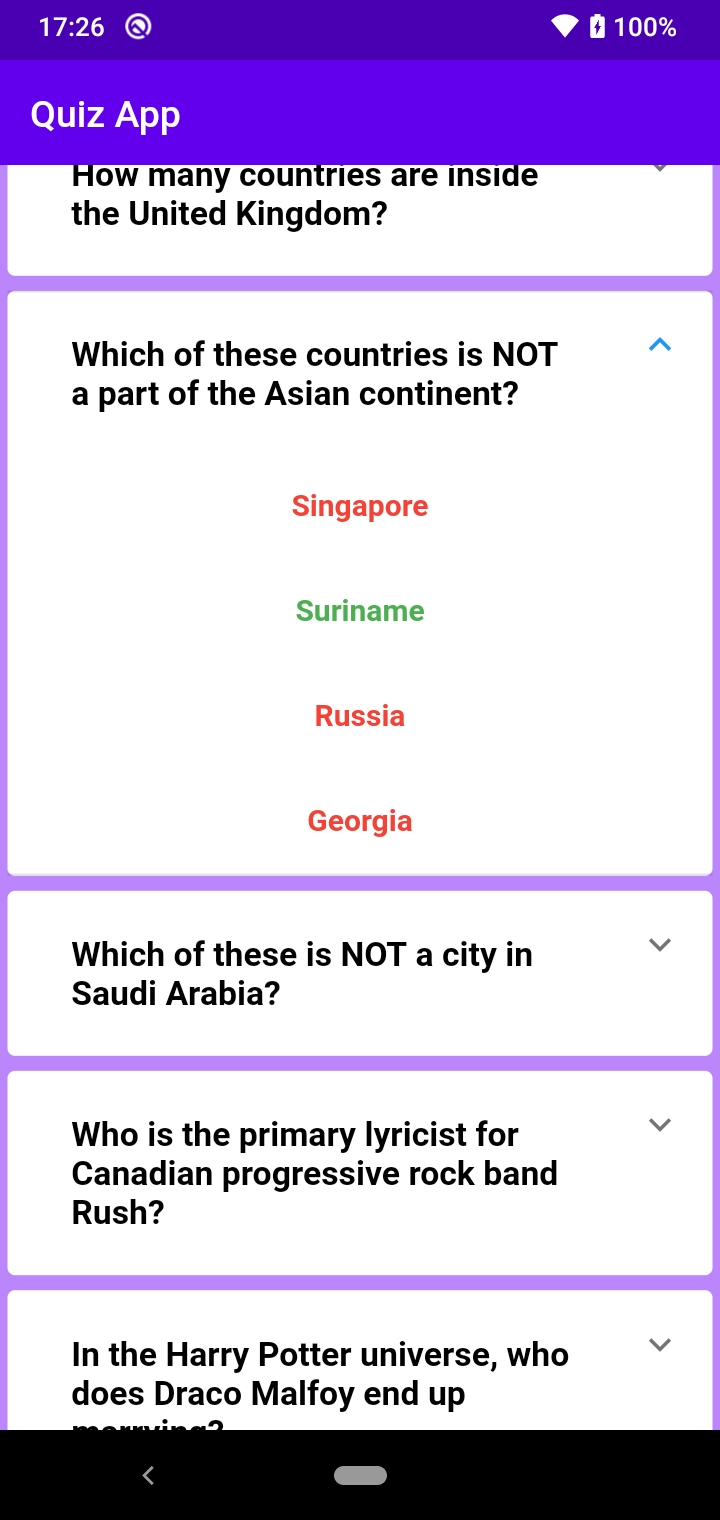 17:26
100%
Quiz App
How many countries are inside
the United Kingdom?
Which of these countries is NOT
a part of the Asian continent?
Singapore
Suriname
Russia
Georgia
Which of these is NOT a city in
Saudi Arabia?
Who is the primary lyricist for
Canadian progressive rock band
Rush?
In the Harry Potter universe, who
does Draco Malfoy end up
marrying?